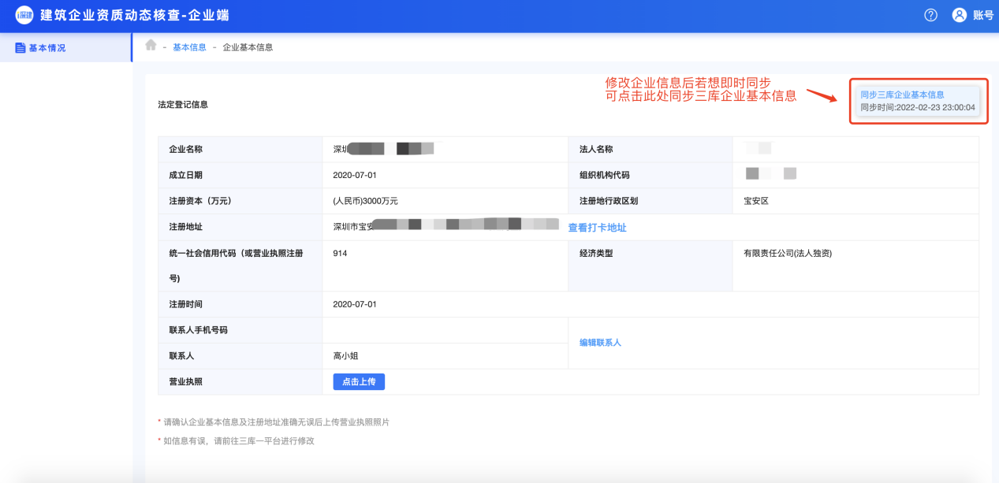 i深建 建筑企业资质动态核查-企业端 账号
基本情况
- 基本信息 - 企业基本信息
修改企业信息后若想即时同步
可点击此处同步三库企业基本信息
同步三库企业基本信息
同步时间:2022-02-23 23:00:04
法定登记信息
企业名称 深圳 法人名称
成立日期 2020-07-01 组织机构代码
注册资本（万元） (人民币)3000万元 注册地行政区划 宝安区
注册地址 深圳市宝安 查看打卡地址
统一社会信用代码（或营业执照注册 914 经济类型 有限责任公司(法人独资)
号)
注册时间 2020-07-01
联系人手机号码
编辑联系人
联系人 高小姐
营业执照 点击上传
* 请确认企业基本信息及注册地址准确无误后上传营业执照照片
* 如信息有误，请前往三库一平台进行修改